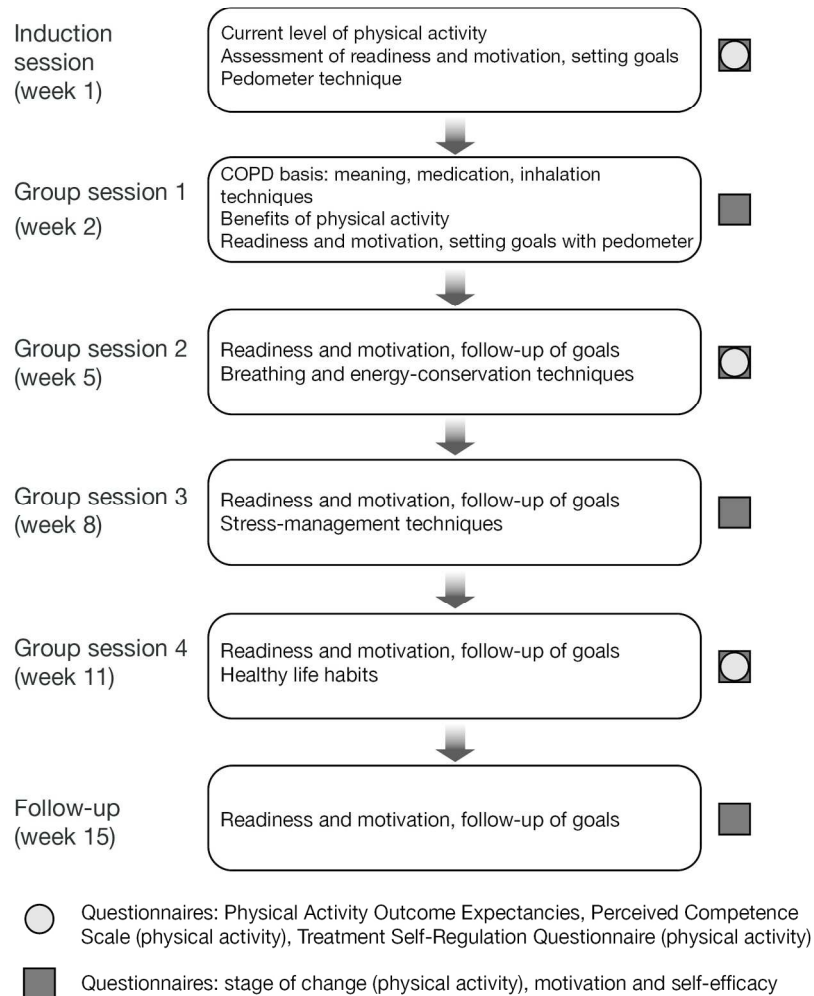 Induction
session
(week 1)
Current level of physical activity
Assessment of readiness and motivation, setting goals
Pedometer technique
Group session 1
(week 2)
COPD basis: meaning, medication, inhalation
techniques
Benefits of physical activity
Readiness and motivation, setting goals with pedometer
Group session 2
(week 5)
Readiness and motivation, follow-up of goals
Breathing and energy-conservation techniques
Group session 3
(week 8)
Readiness and motivation, follow-up of goals
Stress-management techniques
Group session 4
(week 11)
Readiness and motivation, follow-up of goals
Healthy life habits
Follow-up
(week 15)
Readiness and motivation, follow-up of goals
Questionnaires: Physical Activity Outcome Expectancies, Perceived Competence
Scale (physical activity), Treatment Self-Regulation Questionnaire (physical activity)
Questionnaires: stage of change (physical activity), motivation and self-efficacy